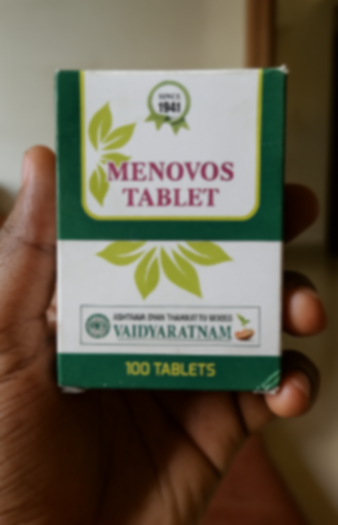 SINCE
1941
MENOVOS
TABLET
ASHTAVAIDYAN THAIKKATTU MOOSS'
VAIDYARATNAM
100 TABLETS